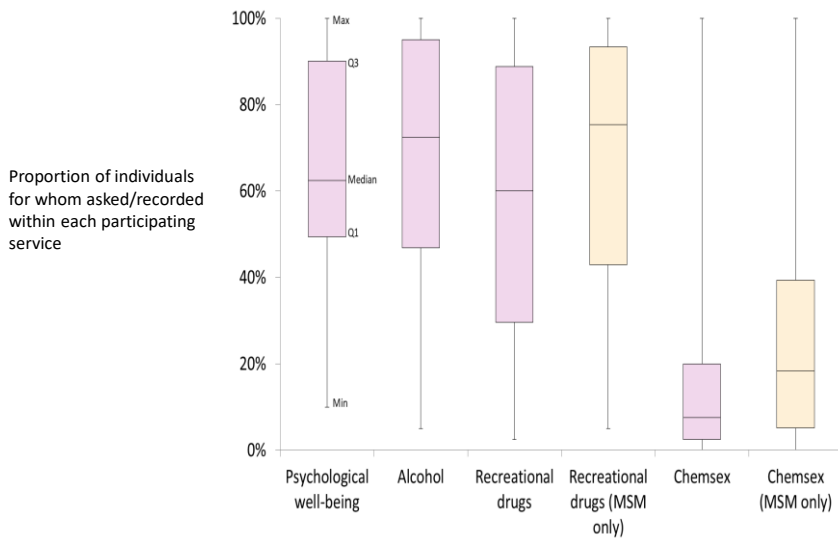 Proportion of individuals
for whom asked/recorded
within each participating
service
100%
80%
60%
40%
20%
0%
Max
Q3
Median
Q1
Min
Psychological
well-being
Alcohol
Recreational
drugs
Recreational
drugs (MSM
only)
Chemsex
Chemsex
(MSM only)